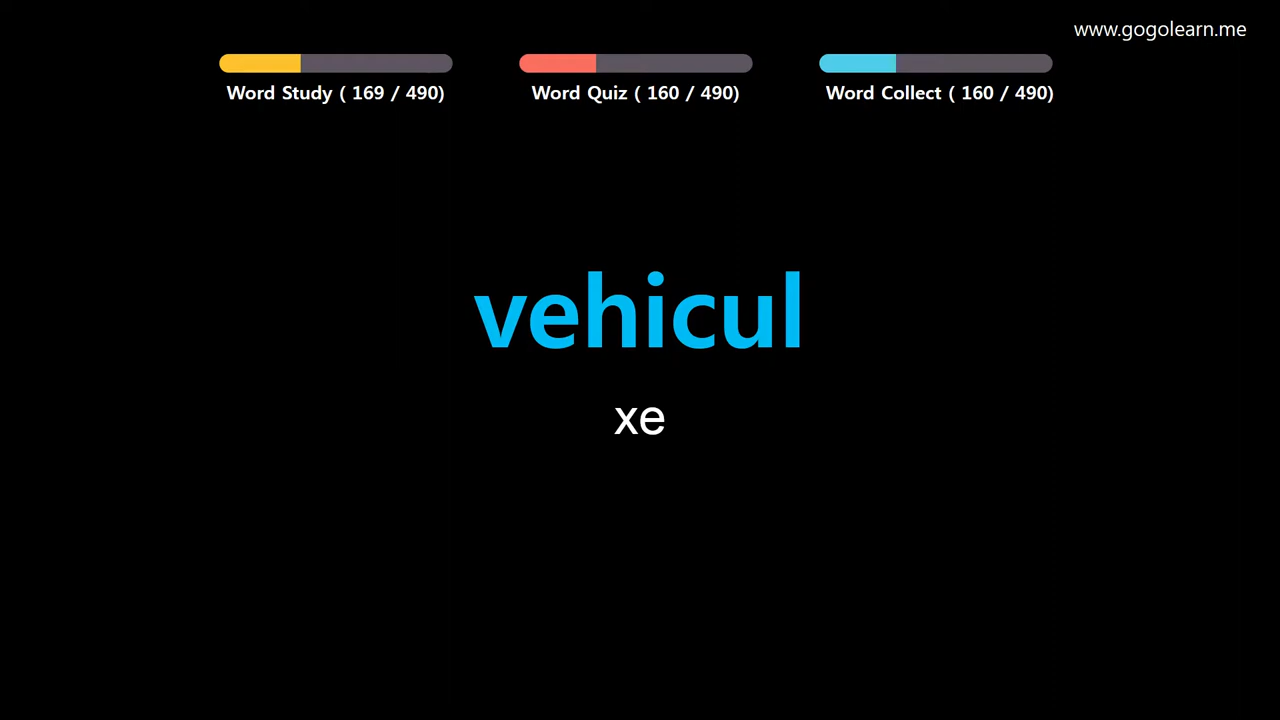 www.gogolearn.me
Word Study ( 169 / 490)
Word Quiz ( 160 / 490)
Word Collect ( 160 / 490)
vehicul
xe